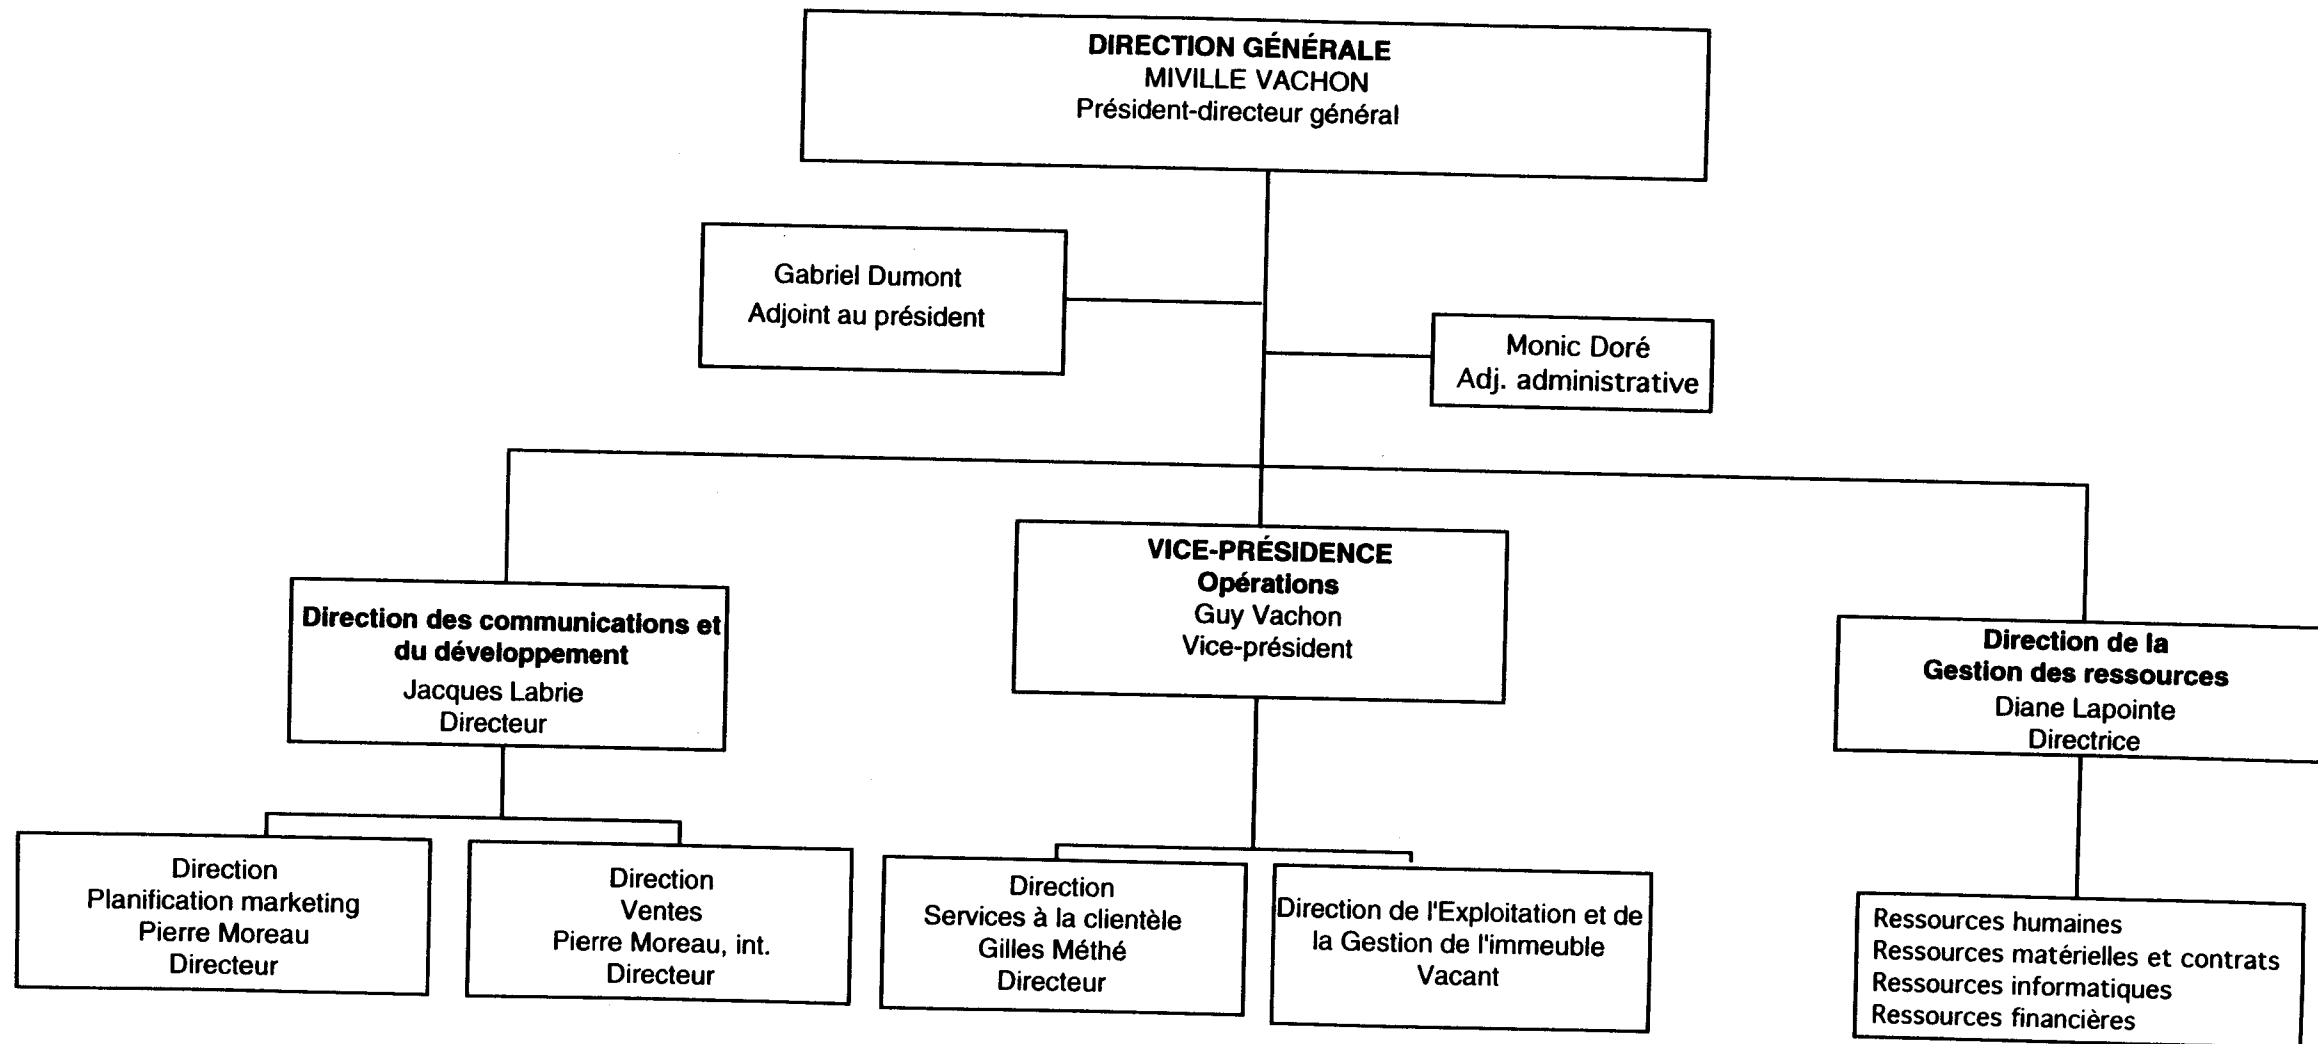 DIRECTION GÉNÉRALE
MIVILLE VACHON
Président-directeur général
Gabriel Dumont
Adjoint au président
Monic Doré
Adj. administrative
Direction des communications et
du développement
Jacques Labrie
Directeur
VICE-PRÉSIDENCE
Opérations
Guy Vachon
Vice-président
Direction de la
Gestion des ressources
Diane Lapointe
Directrice
Direction
Planification marketing
Pierre Moreau
Directeur
Direction
Ventes
Pierre Moreau, int.
Directeur
Direction
Services à la clientèle
Gilles Méthé
Directeur
Direction de l'Exploitation et de
la Gestion de l'immeuble
Vacant
Ressources humaines
Ressources matérielles et contrats
Ressources informatiques
Ressources financières